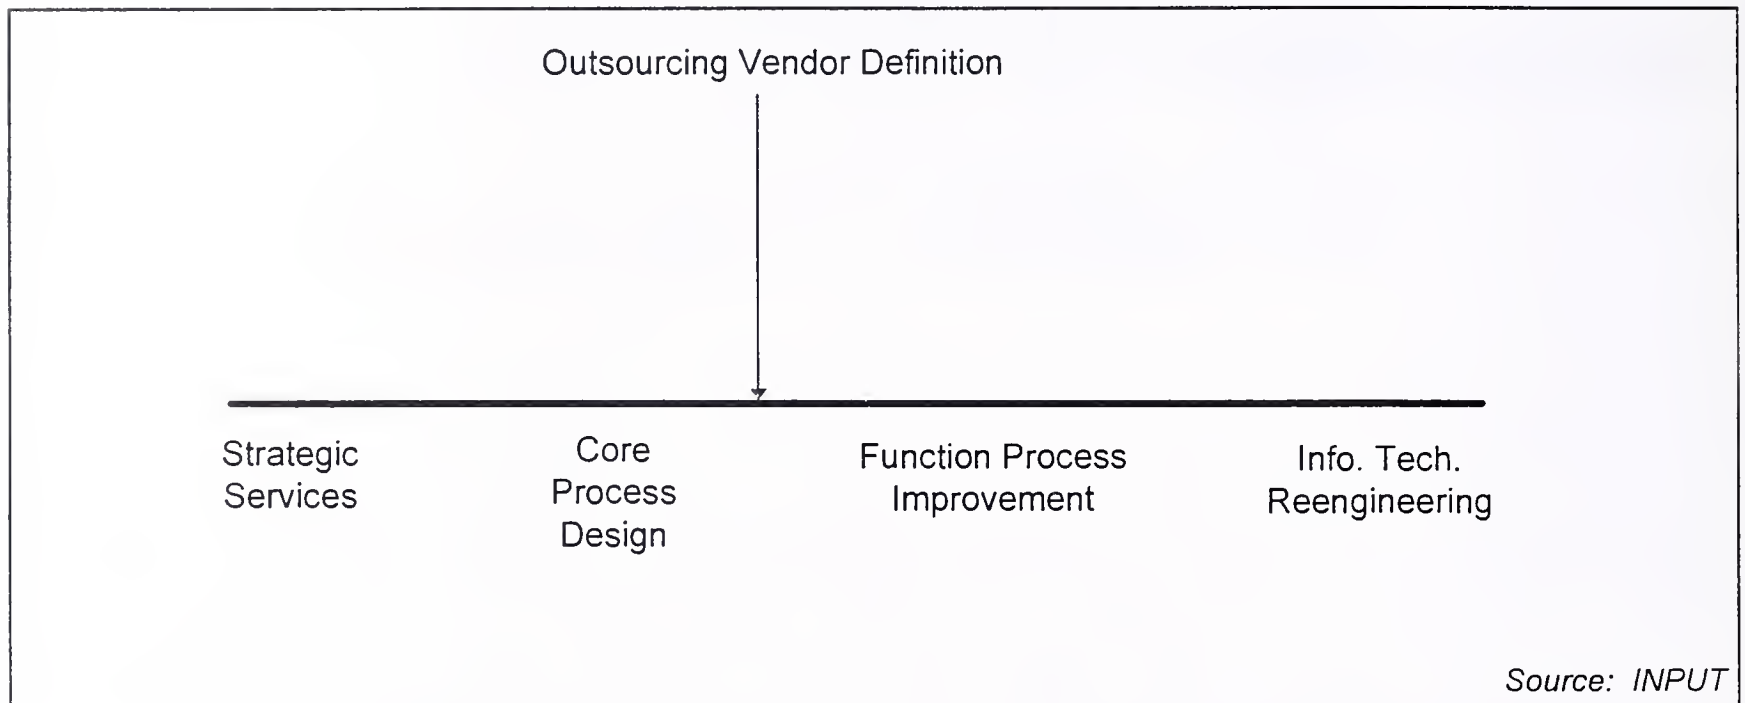 Outsourcing Vendor Definition
Strategic
Services
Core
Process
Design
Function Process
Improvement
Info. Tech.
Reengineering
Source: INPUT